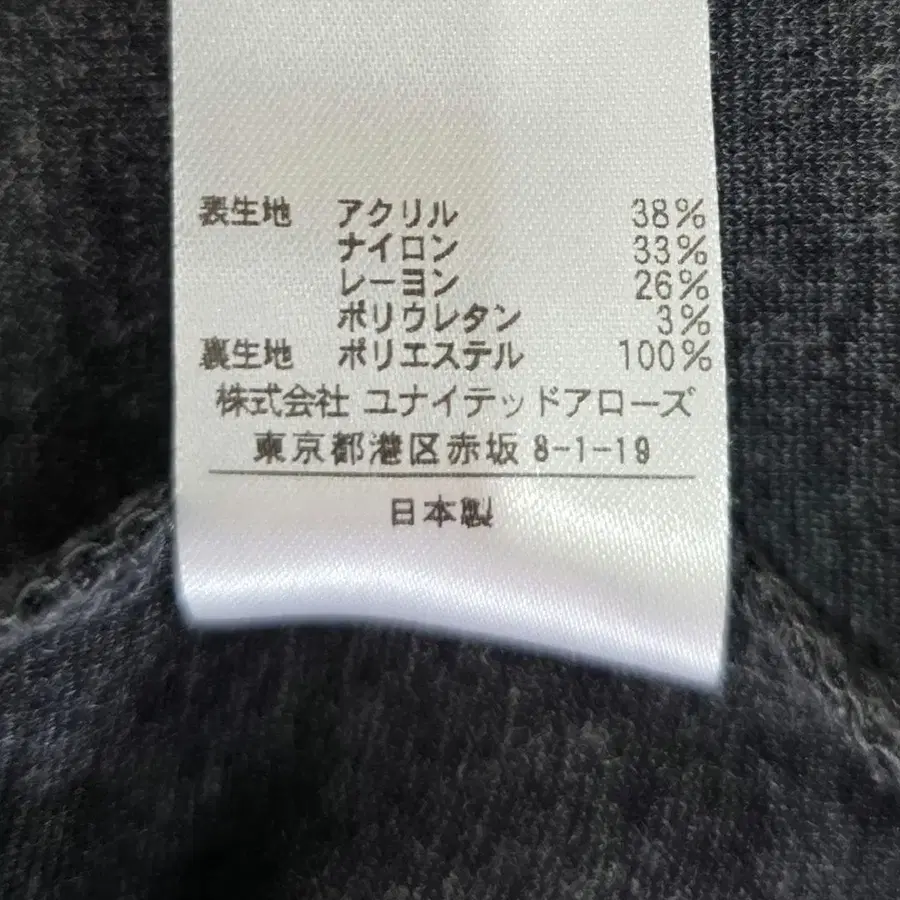 表生地 アクリル 38%
ナイロン 33%
レーヨン 26%
ポリウレタン 3%
裏生地 ポリエステル 100%
株式会社 ユナイテッドアローズ
東京都港区赤坂 8-1-19
日本製